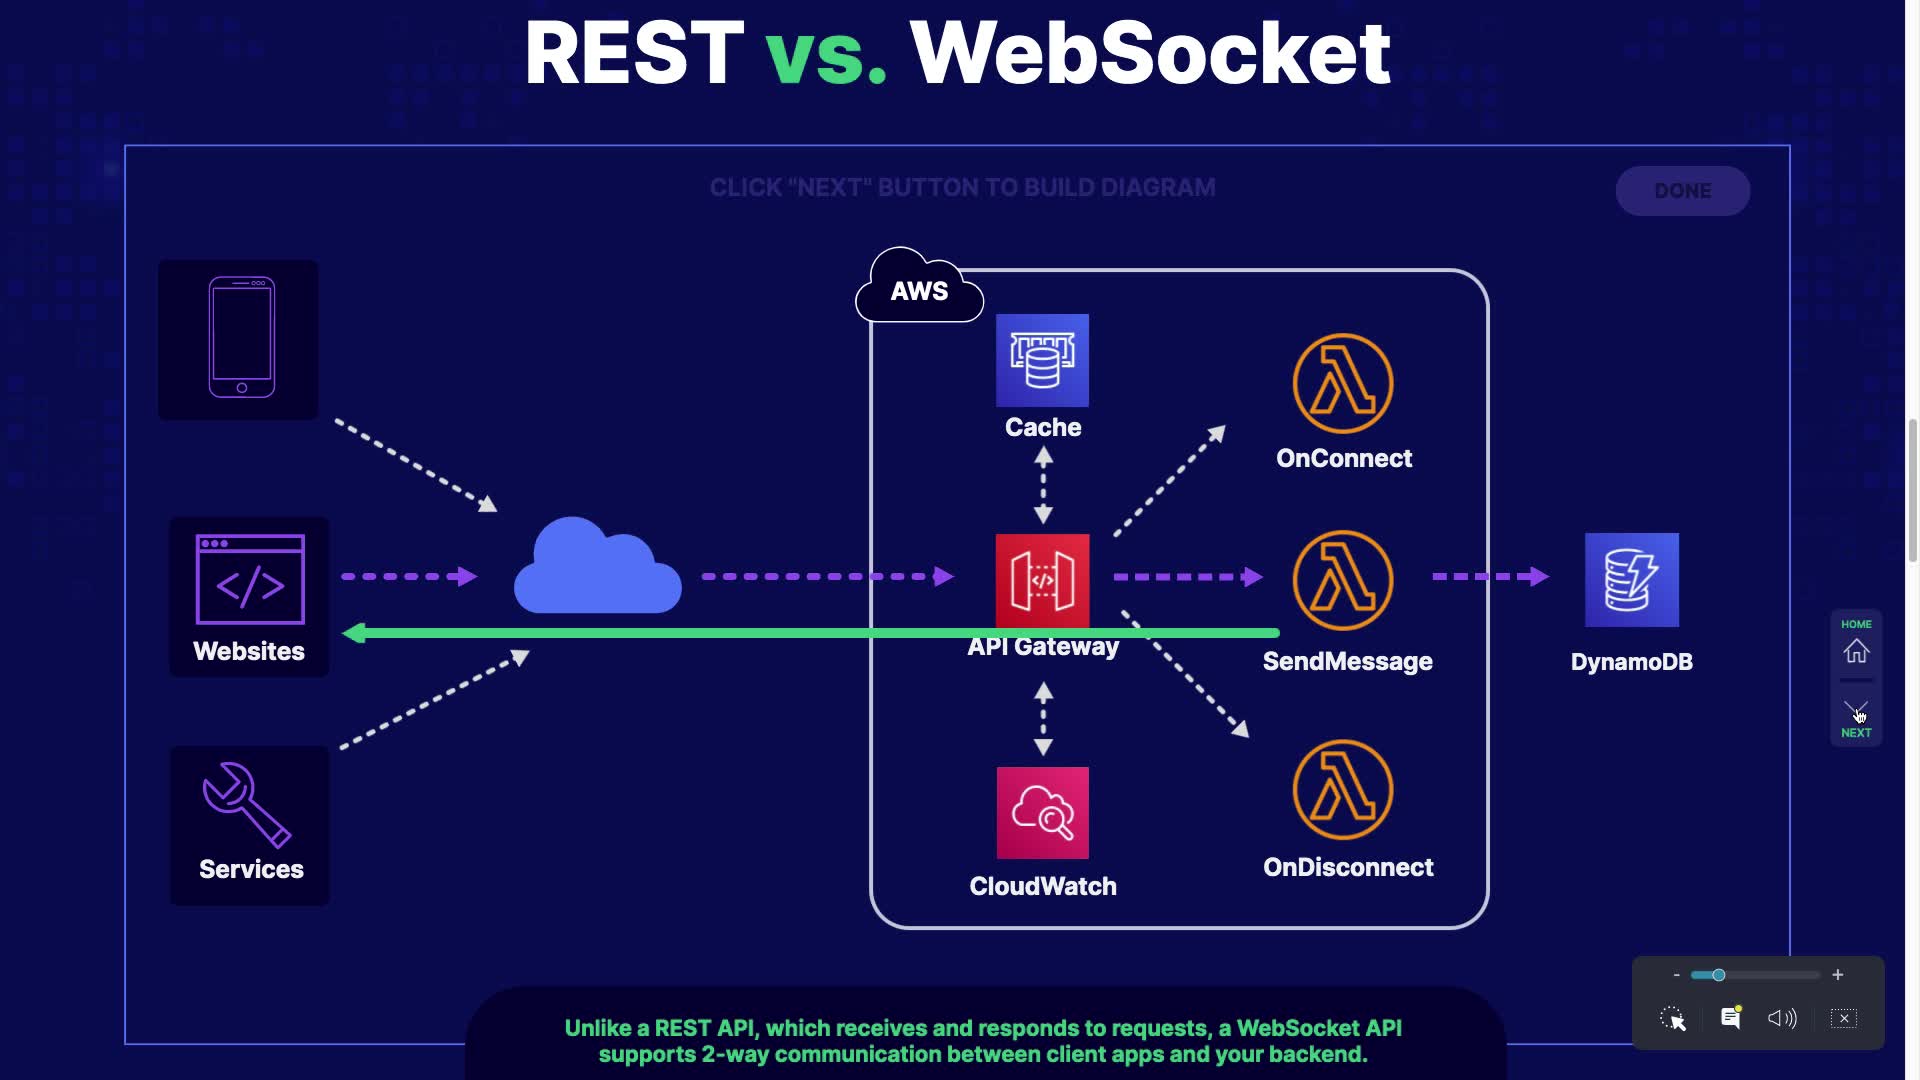 REST vs. WebSocket
CLICK "NEXT" BUTTON TO BUILD DIAGRAM
DONE
AWS
Cache
OnConnect
Websites
API Gateway
SendMessage
DynamoDB
HOME
NEXT
Services
CloudWatch
OnDisconnect
Unlike a REST API, which receives and responds to requests, a WebSocket API
supports 2-way communication between client apps and your backend.